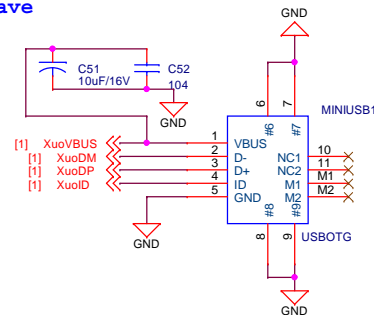 ave
GND
C51
10uF/16V
C52
104
GND
6
7
MINIUSB1
#6
#7
[1] XuoVBUS
1
VBUS
[1] XuoDM
2
D-
NC1
10
[1] XuoDP
3
D+
NC2
11
[1] XuoID
4
ID
M1
M1
5
GND
M2
M2
#8
#9
GND
8
9
USBOTG
GND